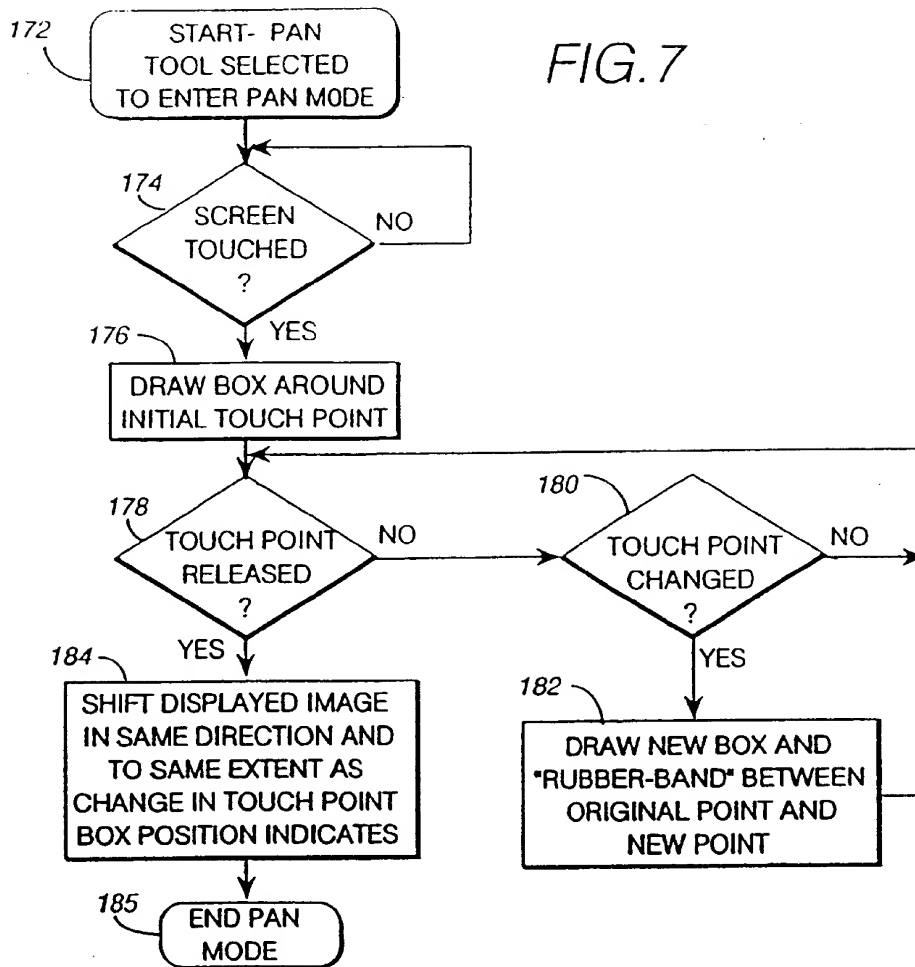 FIG.7
172
START- PAN
TOOL SELECTED
TO ENTER PAN MODE
174
SCREEN
TOUCHED
?
NO
YES
176
DRAW BOX AROUND
INITIAL TOUCH POINT
178
TOUCH POINT
RELEASED
?
NO
YES
180
TOUCH POINT
CHANGED
?
NO
YES
182
DRAW NEW BOX AND
"RUBBER-BAND" BETWEEN
ORIGINAL POINT AND
NEW POINT
184
SHIFT DISPLAYED IMAGE
IN SAME DIRECTION AND
TO SAME EXTENT AS
CHANGE IN TOUCH POINT
BOX POSITION INDICATES
185
END PAN
MODE